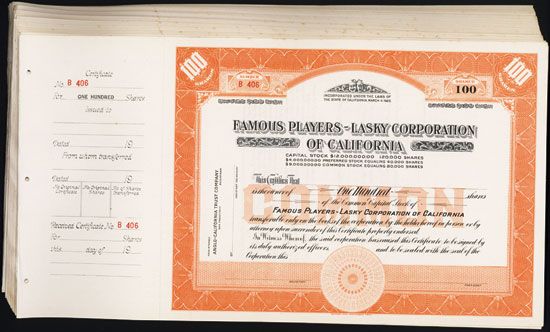 Certificate
No. B 406
for ONE HUNDRED Shares
Issued to
Dated 19
From whom transferred
Dated 19
No. Original Certificate
No. Original Shares
No. of Shares Transferred
Received Certificate No. B 406
for Shares
this day of 19
ANGLO-CALIFORNIA TRUST COMPANY
100
NUMBER
B 406
INCORPORATED UNDER THE LAWS OF
THE STATE OF CALIFORNIA, MARCH
SHARES
100
100
FAMOUS PLAYERS-LASKY CORPORATION
OF CALIFORNIA
CAPITAL STOCK $12,000,000.00 120,000 SHARES
$4,000,000.00 PREFERRED STOCK EQUALING 40,000 SHARES
$8,000,000.00 COMMON STOCK EQUALING 80,000 SHARES
This Certifies That
is the owner of One Hundred shares
COMMON
of the Common Capital Stock of
FAMOUS PLAYERS-LASKY CORPORATION OF CALIFORNIA
transferable only on the books of the corporation by the holder hereof in person or by
attorney upon surrender of this Certificate properly endorsed.
In Witness Whereof, the said corporation has caused this Certificate to be signed by
its duly authorized officers and to be sealed with the seal of the
Corporation this